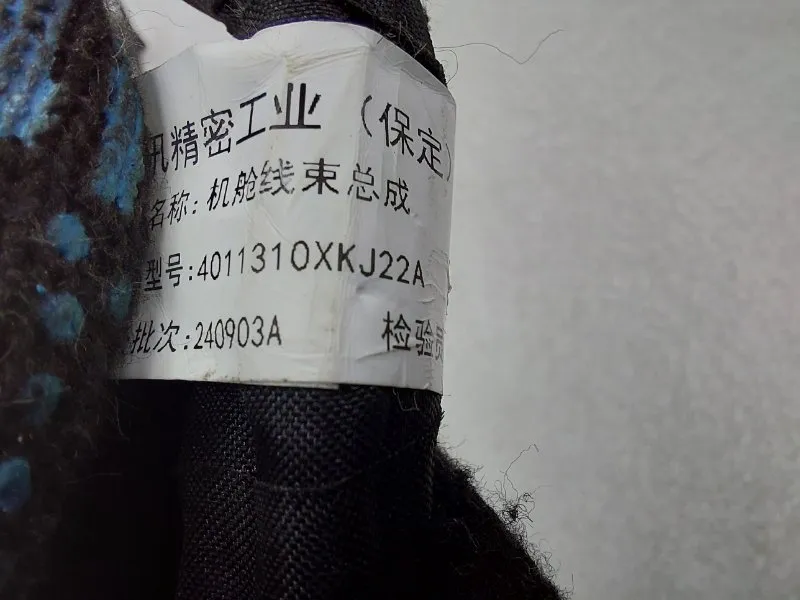 讯精密工业（保定）
名称:机舱线束总成
型号:4011310XKJ22A
批次:240903A 检验员